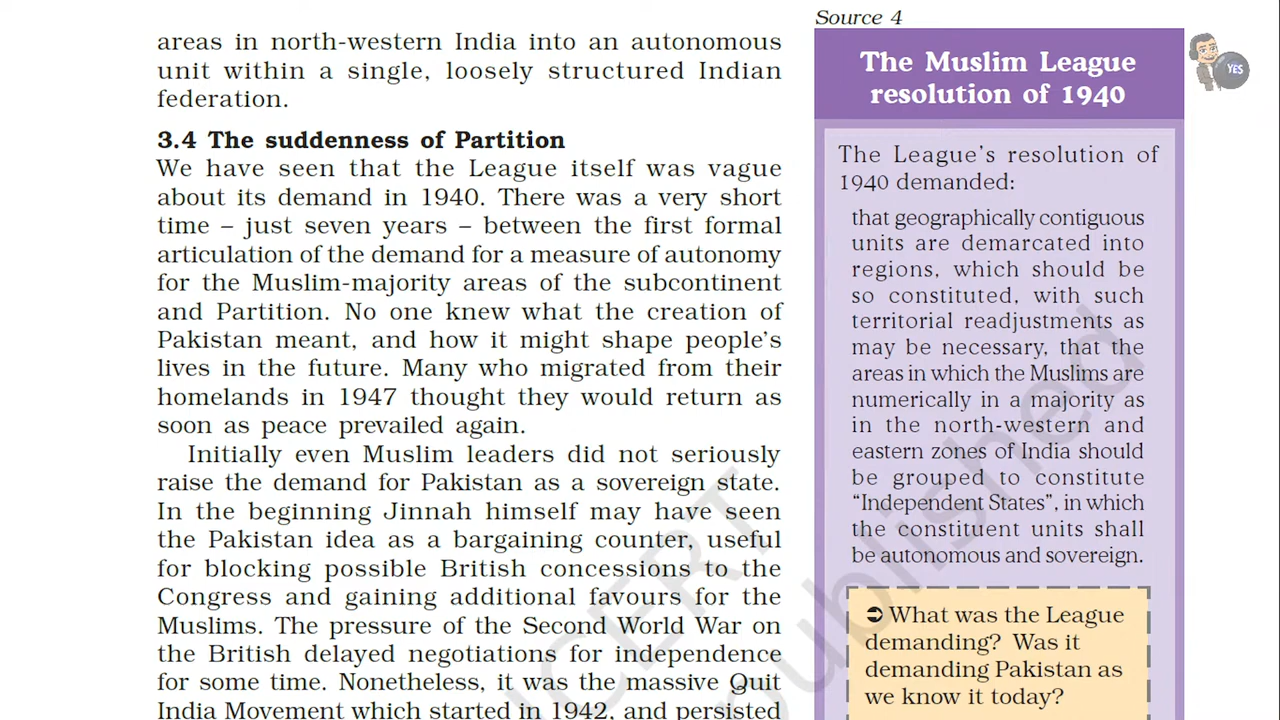 areas in north-western India into an autonomous
unit within a single, loosely structured Indian
federation.
3.4 The suddenness of Partition
We have seen that the League itself was vague
about its demand in 1940. There was a very short
time – just seven years – between the first formal
articulation of the demand for a measure of autonomy
for the Muslim-majority areas of the subcontinent
and Partition. No one knew what the creation of
Pakistan meant, and how it might shape people's
lives in the future. Many who migrated from their
homelands in 1947 thought they would return as
soon as peace prevailed again.
Initially even Muslim leaders did not seriously
raise the demand for Pakistan as a sovereign state.
In the beginning Jinnah himself may have seen
the Pakistan idea as a bargaining counter, useful
for blocking possible British concessions to the
Congress and gaining additional favours for the
Muslims. The pressure of the Second World War on
the British delayed negotiations for independence
for some time. Nonetheless, it was the massive Quit
India Movement which started in 1942, and persisted
Source 4
The Muslim League
resolution of 1940
The League's resolution of
1940 demanded:
that geographically contiguous
units are demarcated into
regions, which should be
so constituted, with such
territorial readjustments as
may be necessary, that the
areas in which the Muslims are
numerically in a majority as
in the north-western and
eastern zones of India should
be grouped to constitute
“Independent States”, in which
the constituent units shall
be autonomous and sovereign.
➲ What was the League
demanding? Was it
demanding Pakistan as
we know it today?
YES
NCERT
published